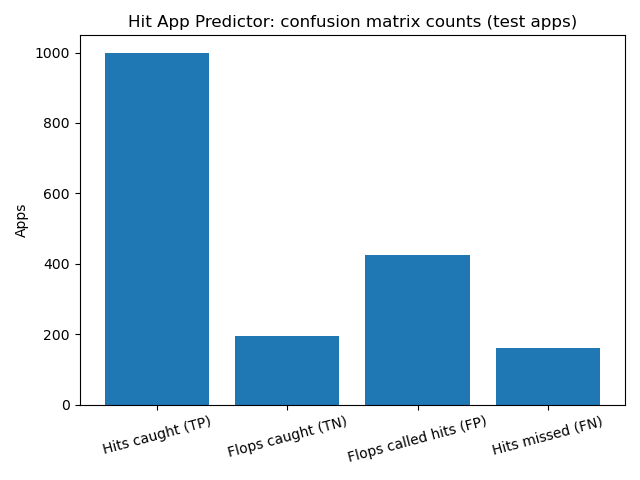 Hit App Predictor: confusion matrix counts (test apps)
1000
800
600
400
200
0
Apps
Hits caught (TP)
Flops caught (TN)
Flops called hits (FP)
Hits missed (FN)